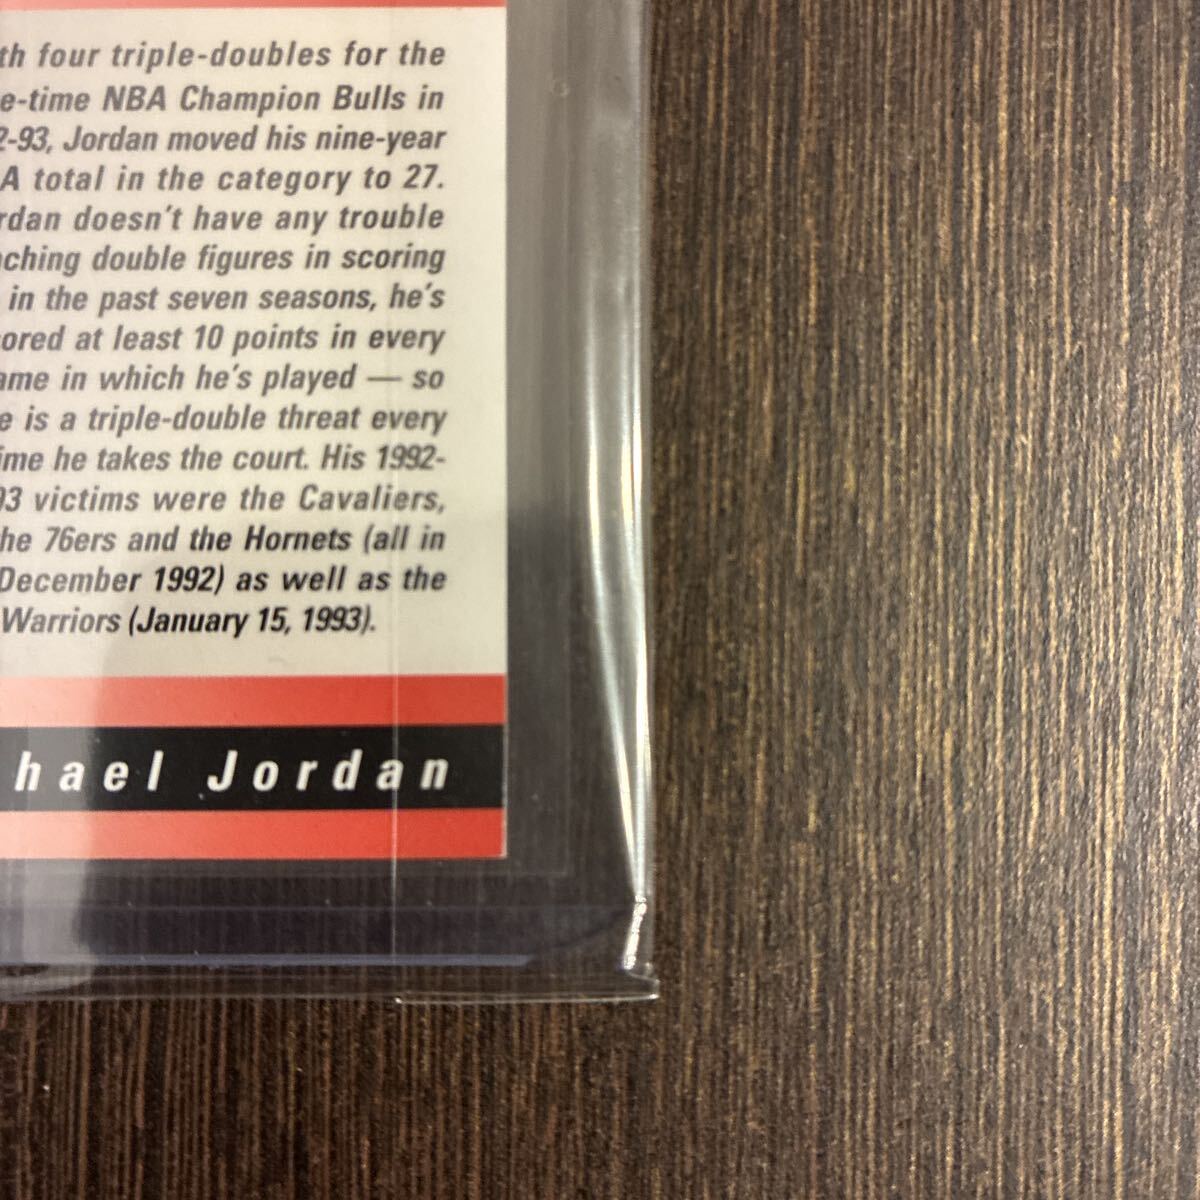 th four triple-doubles for the
e-time NBA Champion Bulls in
2-93, Jordan moved his nine-year
A total in the category to 27.
rdan doesn't have any trouble
ching double figures in scoring
in the past seven seasons, he's
ored at least 10 points in every
ame in which he's played — so
e is a triple-double threat every
ime he takes the court. His 1992-
93 victims were the Cavaliers,
he 76ers and the Hornets (all in
December 1992) as well as the
Warriors (January 15, 1993).
hael Jordan